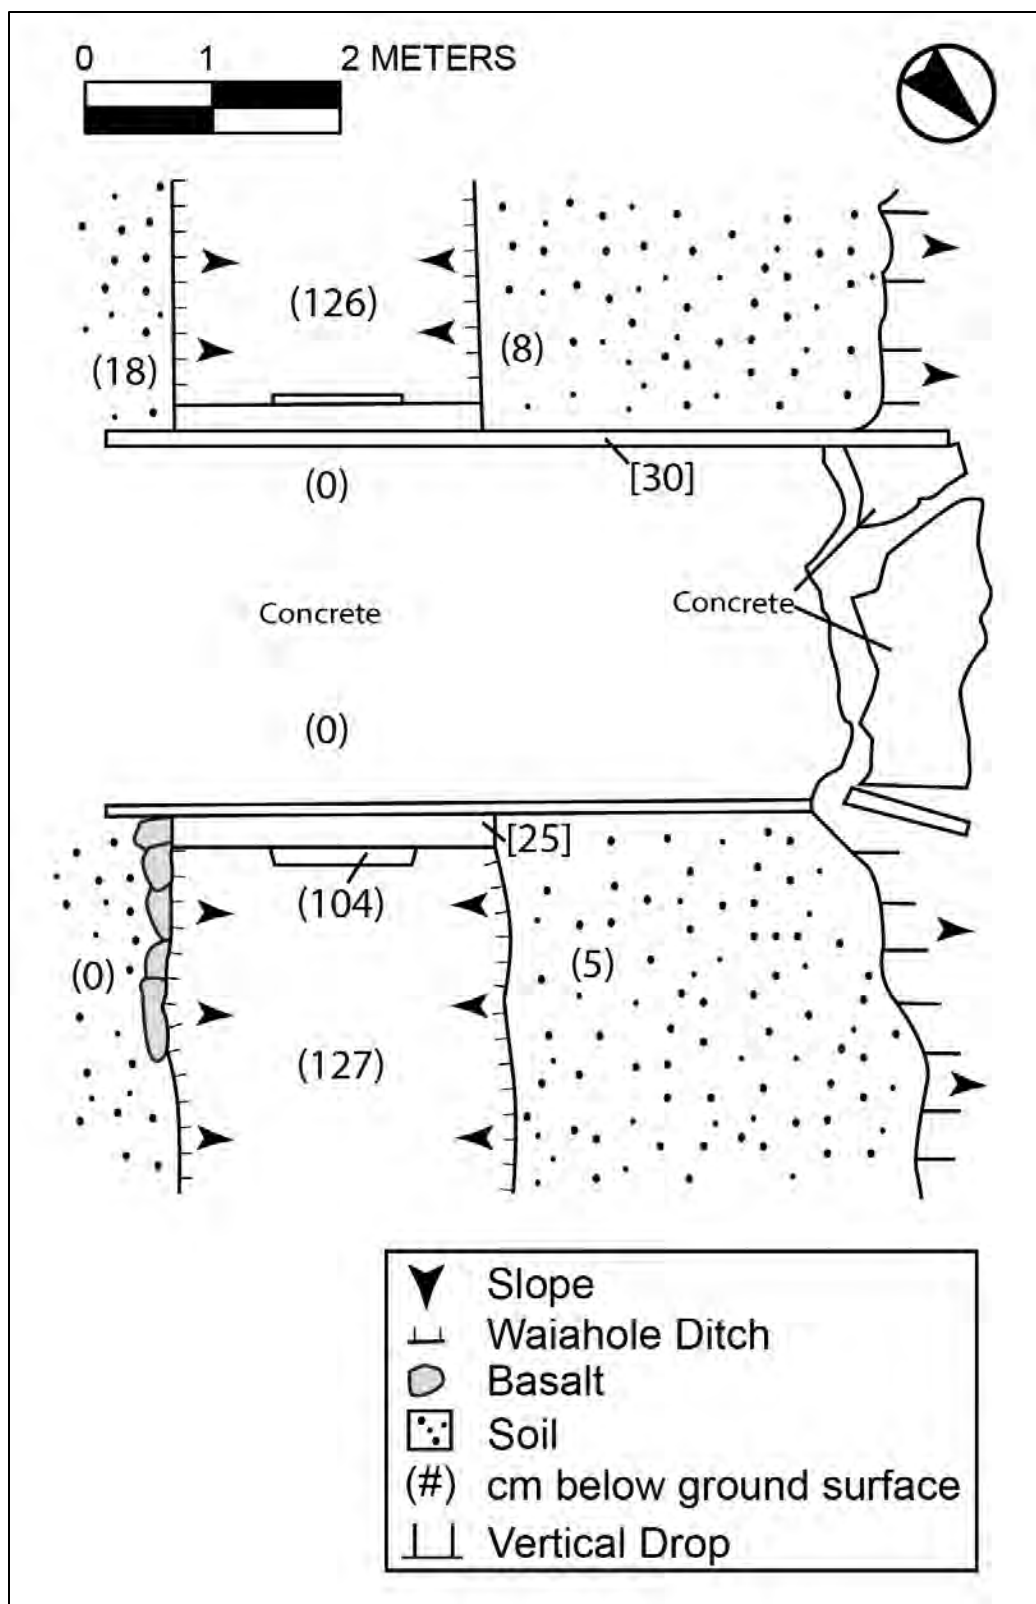 0 1 2 METERS
(126)
(8)
(18)
(0)
[30]
Concrete
Concrete
(0)
[25]
(104)
(0)
(5)
(127)
Slope
Waiahole Ditch
Basalt
Soil
(#) cm below ground surface
Vertical Drop